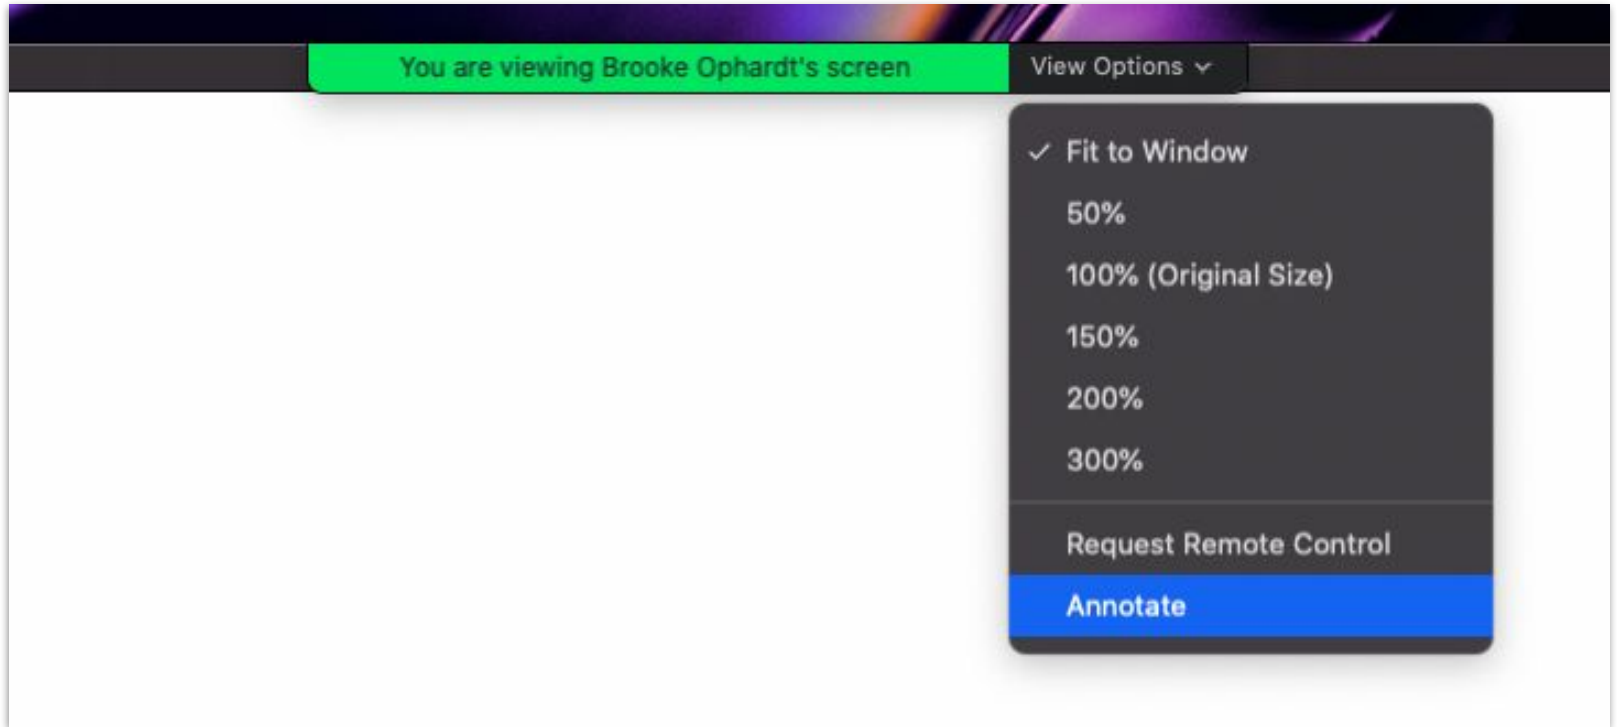 You are viewing Brooke Ophardt's screen
View Options
Fit to Window
50%
100% (Original Size)
150%
200%
300%
Request Remote Control
Annotate